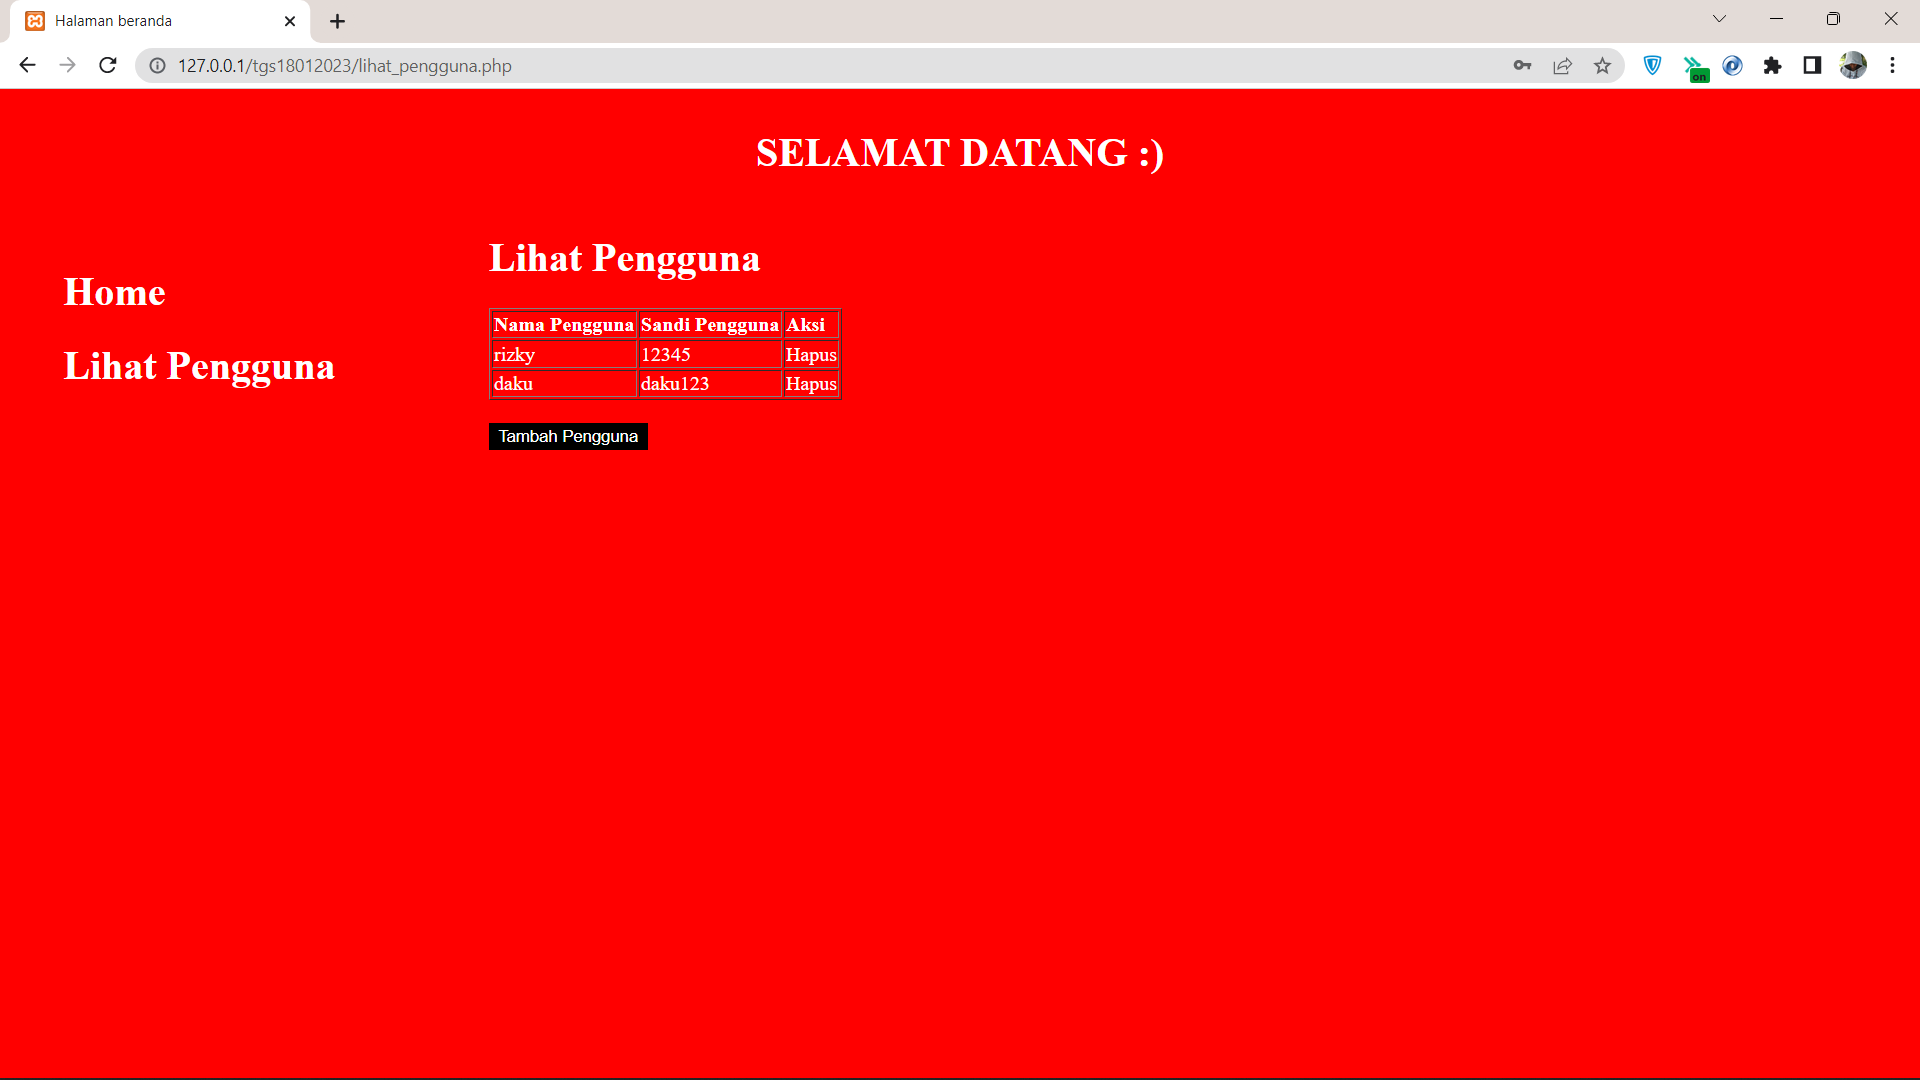 Halaman beranda
127.0.0.1/tgs18012023/lihat_pengguna.php
on
SELAMAT DATANG :)
Home
Lihat Pengguna
Lihat Pengguna
Nama Pengguna Sandi Pengguna Aksi
rizky 12345 Hapus
daku daku123 Hapus
Tambah Pengguna